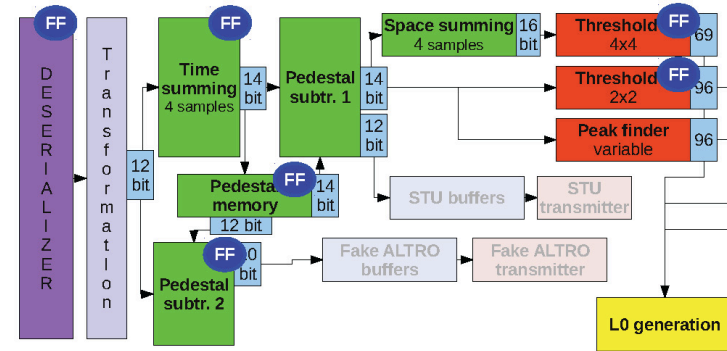 FF
DESERIALIZER
TransformatIon
12
bit
FF
Time
summing
4 samples
14
bit
Pedestal
subtr. 1
14
bit
12
bit
Space summing
4 samples
16
bit
Threshold
4x4
FF
69
Threshold
2x2
FF
96
Peak finder
variable
96
memory
FF
14
bit
12 bit
STU buffers
STU
transmitter
Pedestal
subtr. 2
FF
bit
Fake ALTRO
buffers
Fake ALTRO
transmitter
L0 generation